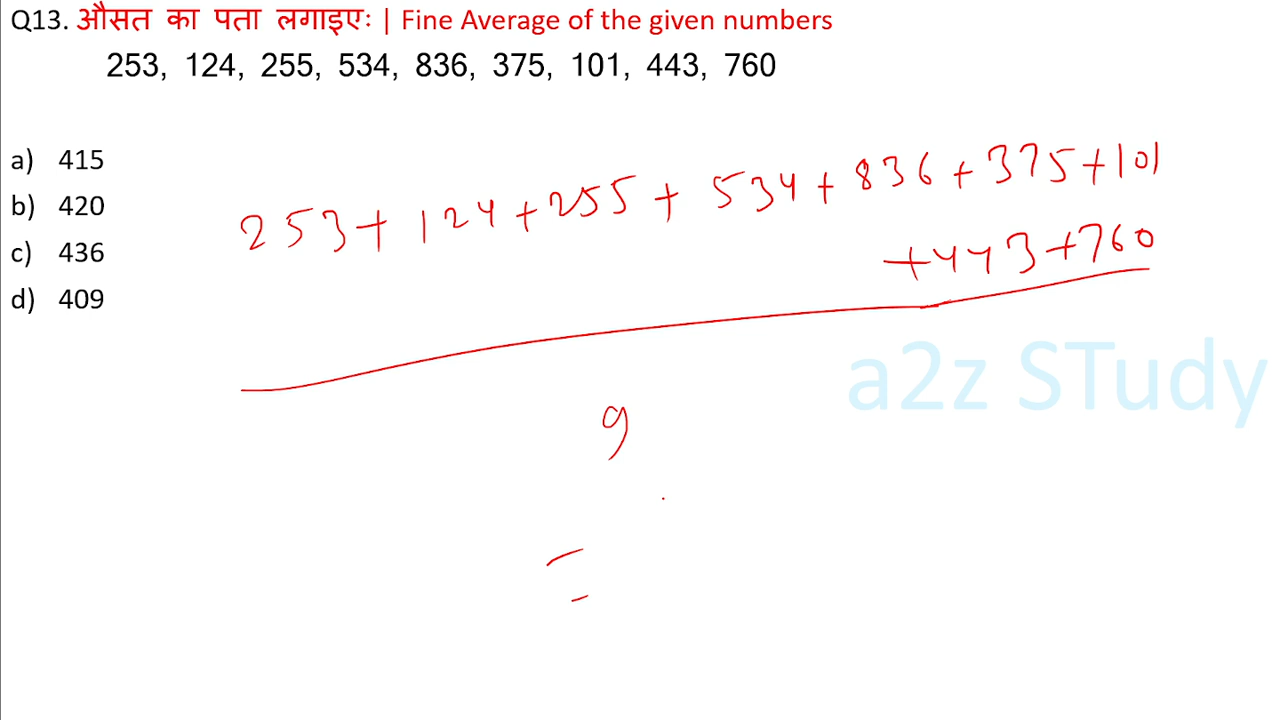 Q13. औसत का पता लगाइएः | Fine Average of the given numbers
253, 124, 255, 534, 836, 375, 101, 443, 760
a) 415
b) 420
c) 436
d) 409
253+124+255+534+836+375+101
+443+760
9
=
a2z STudy